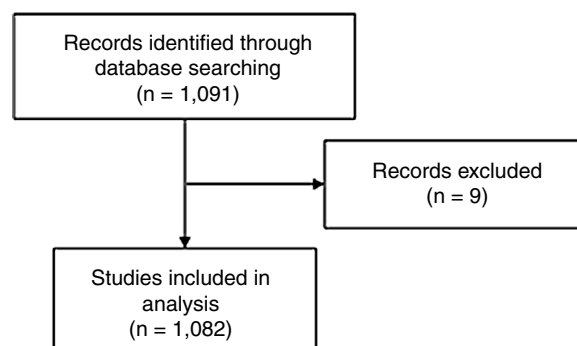 Records identified through
database searching
(n = 1,091)
Records excluded
(n = 9)
Studies included in
analysis
(n = 1,082)